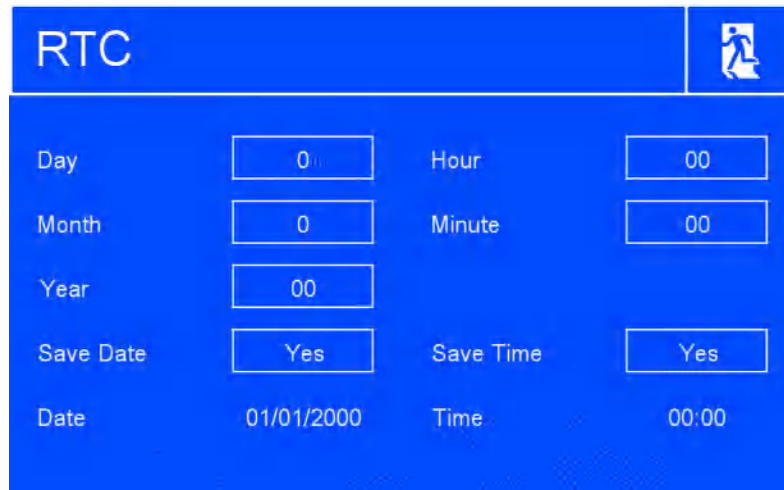 RTC
Day 0 Hour 00
Month 0 Minute 00
Year 00
Save Date Yes Save Time Yes
Date 01/01/2000 Time 00:00